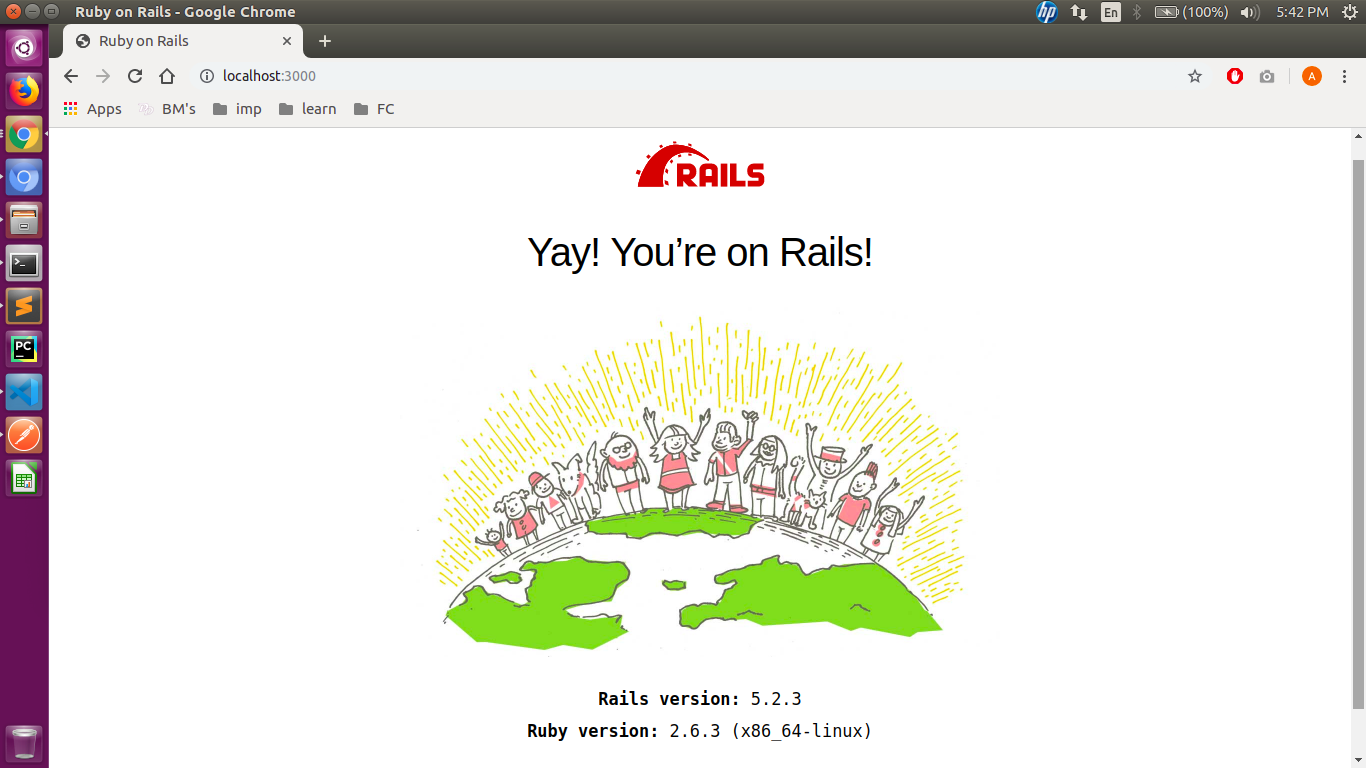 Ruby on Rails - Google Chrome
hp En (100%) 5:42 PM
Ruby on Rails
localhost:3000
A
Apps BM's imp learn FC
RAILS
Yay! You’re on Rails!
PC
Rails version: 5.2.3
Ruby version: 2.6.3 (x86_64-linux)